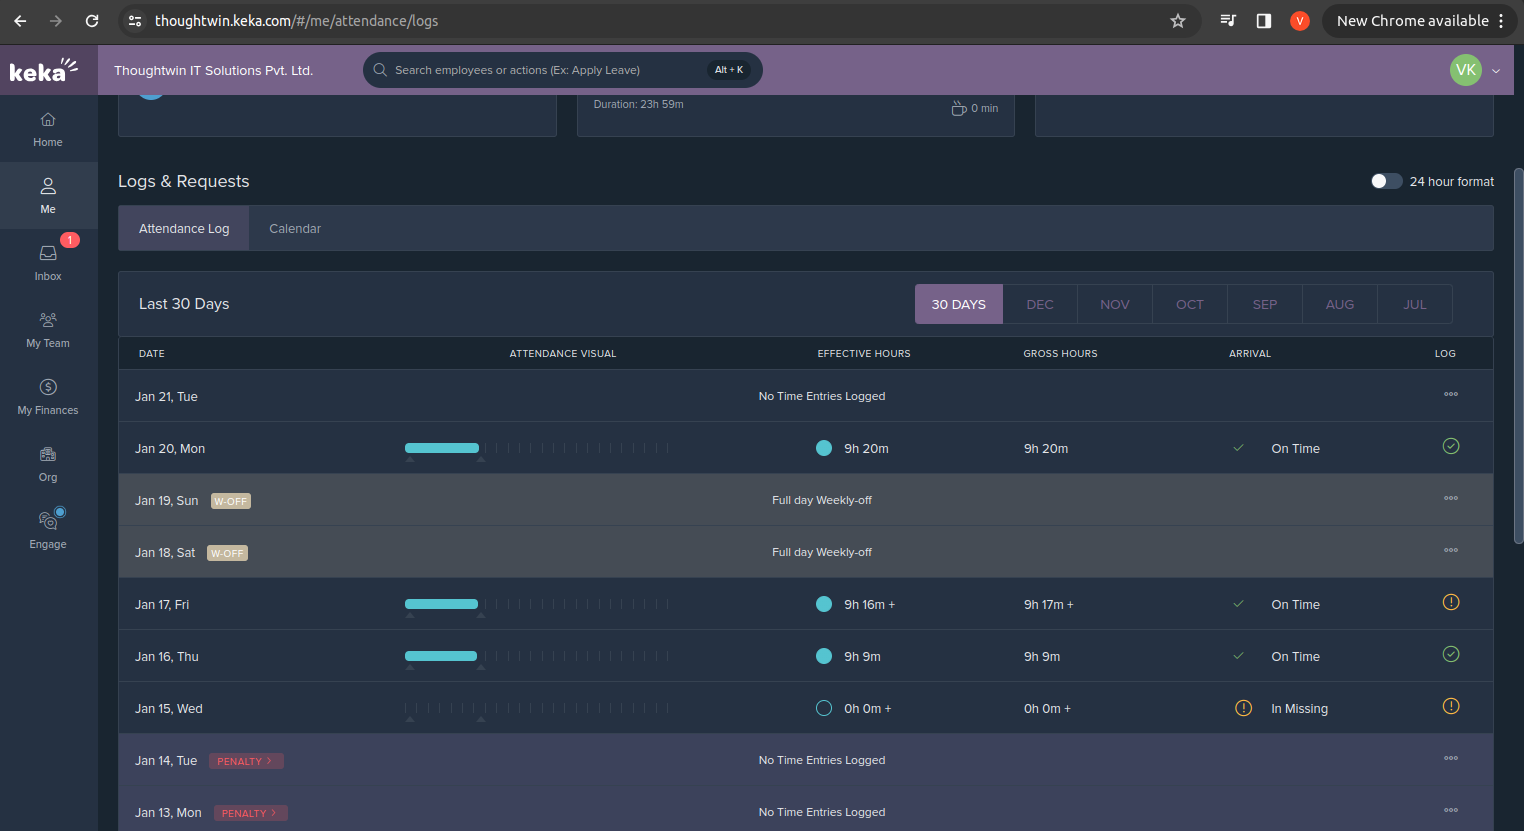 thoughtwin.keka.com/#/me/attendance/logs
V
New Chrome available
keka
Thoughtwin IT Solutions Pvt. Ltd.
Search employees or actions (Ex: Apply Leave)
Alt + K
VK
Home
Me
1
Inbox
My Team
My Finances
Org
Engage
Duration: 23h 59m
0 min
Logs & Requests
24 hour format
Attendance Log
Calendar
Last 30 Days
30 DAYS
DEC
NOV
OCT
SEP
AUG
JUL
DATE
ATTENDANCE VISUAL
EFFECTIVE HOURS
GROSS HOURS
ARRIVAL
LOG
Jan 21, Tue
No Time Entries Logged
Jan 20, Mon
9h 20m
9h 20m
On Time
Jan 19, Sun
W-OFF
Full day Weekly-off
Jan 18, Sat
W-OFF
Full day Weekly-off
Jan 17, Fri
9h 16m +
9h 17m +
On Time
Jan 16, Thu
9h 9m
9h 9m
On Time
Jan 15, Wed
0h 0m +
0h 0m +
In Missing
Jan 14, Tue
PENALTY >
No Time Entries Logged
Jan 13, Mon
PENALTY >
No Time Entries Logged